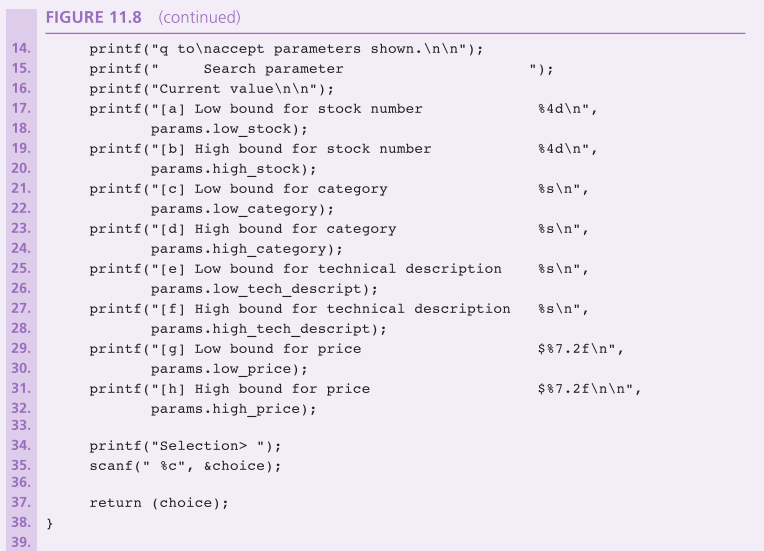 FIGURE 11.8 (continued)
14. printf("q to\naccept parameters shown.\n\n");
15. printf("     Search parameter                     ");
16. printf("Current value\n\n");
17. printf("[a] Low bound for stock number             %4d\n",
18. params.low_stock);
19. printf("[b] High bound for stock number            %4d\n",
20. params.high_stock);
21. printf("[c] Low bound for category                 %s\n",
22. params.low_category);
23. printf("[d] High bound for category                %s\n",
24. params.high_category);
25. printf("[e] Low bound for technical description    %s\n",
26. params.low_tech_descript);
27. printf("[f] High bound for technical description   %s\n",
28. params.high_tech_descript);
29. printf("[g] Low bound for price                    $%7.2f\n",
30. params.low_price);
31. printf("[h] High bound for price                   $%7.2f\n\n",
32. params.high_price);
33.
34. printf("Selection> ");
35. scanf(" %c", &choice);
36.
37. return (choice);
38. }
39.